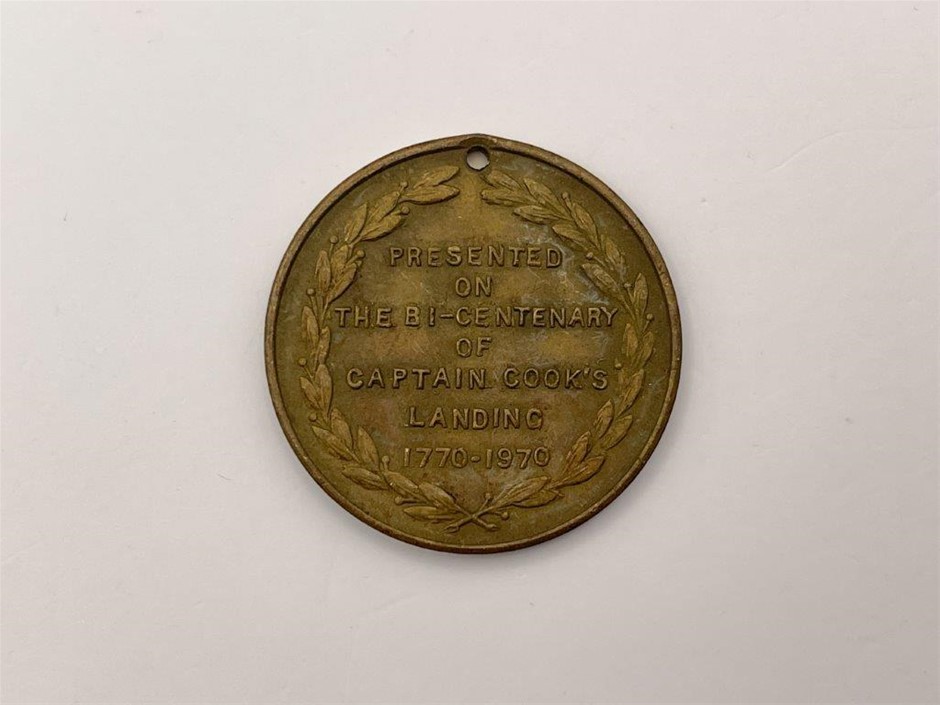 PRESENTED
ON
THE BI-CENTENARY
OF
CAPTAIN COOK'S
LANDING
1770-1970